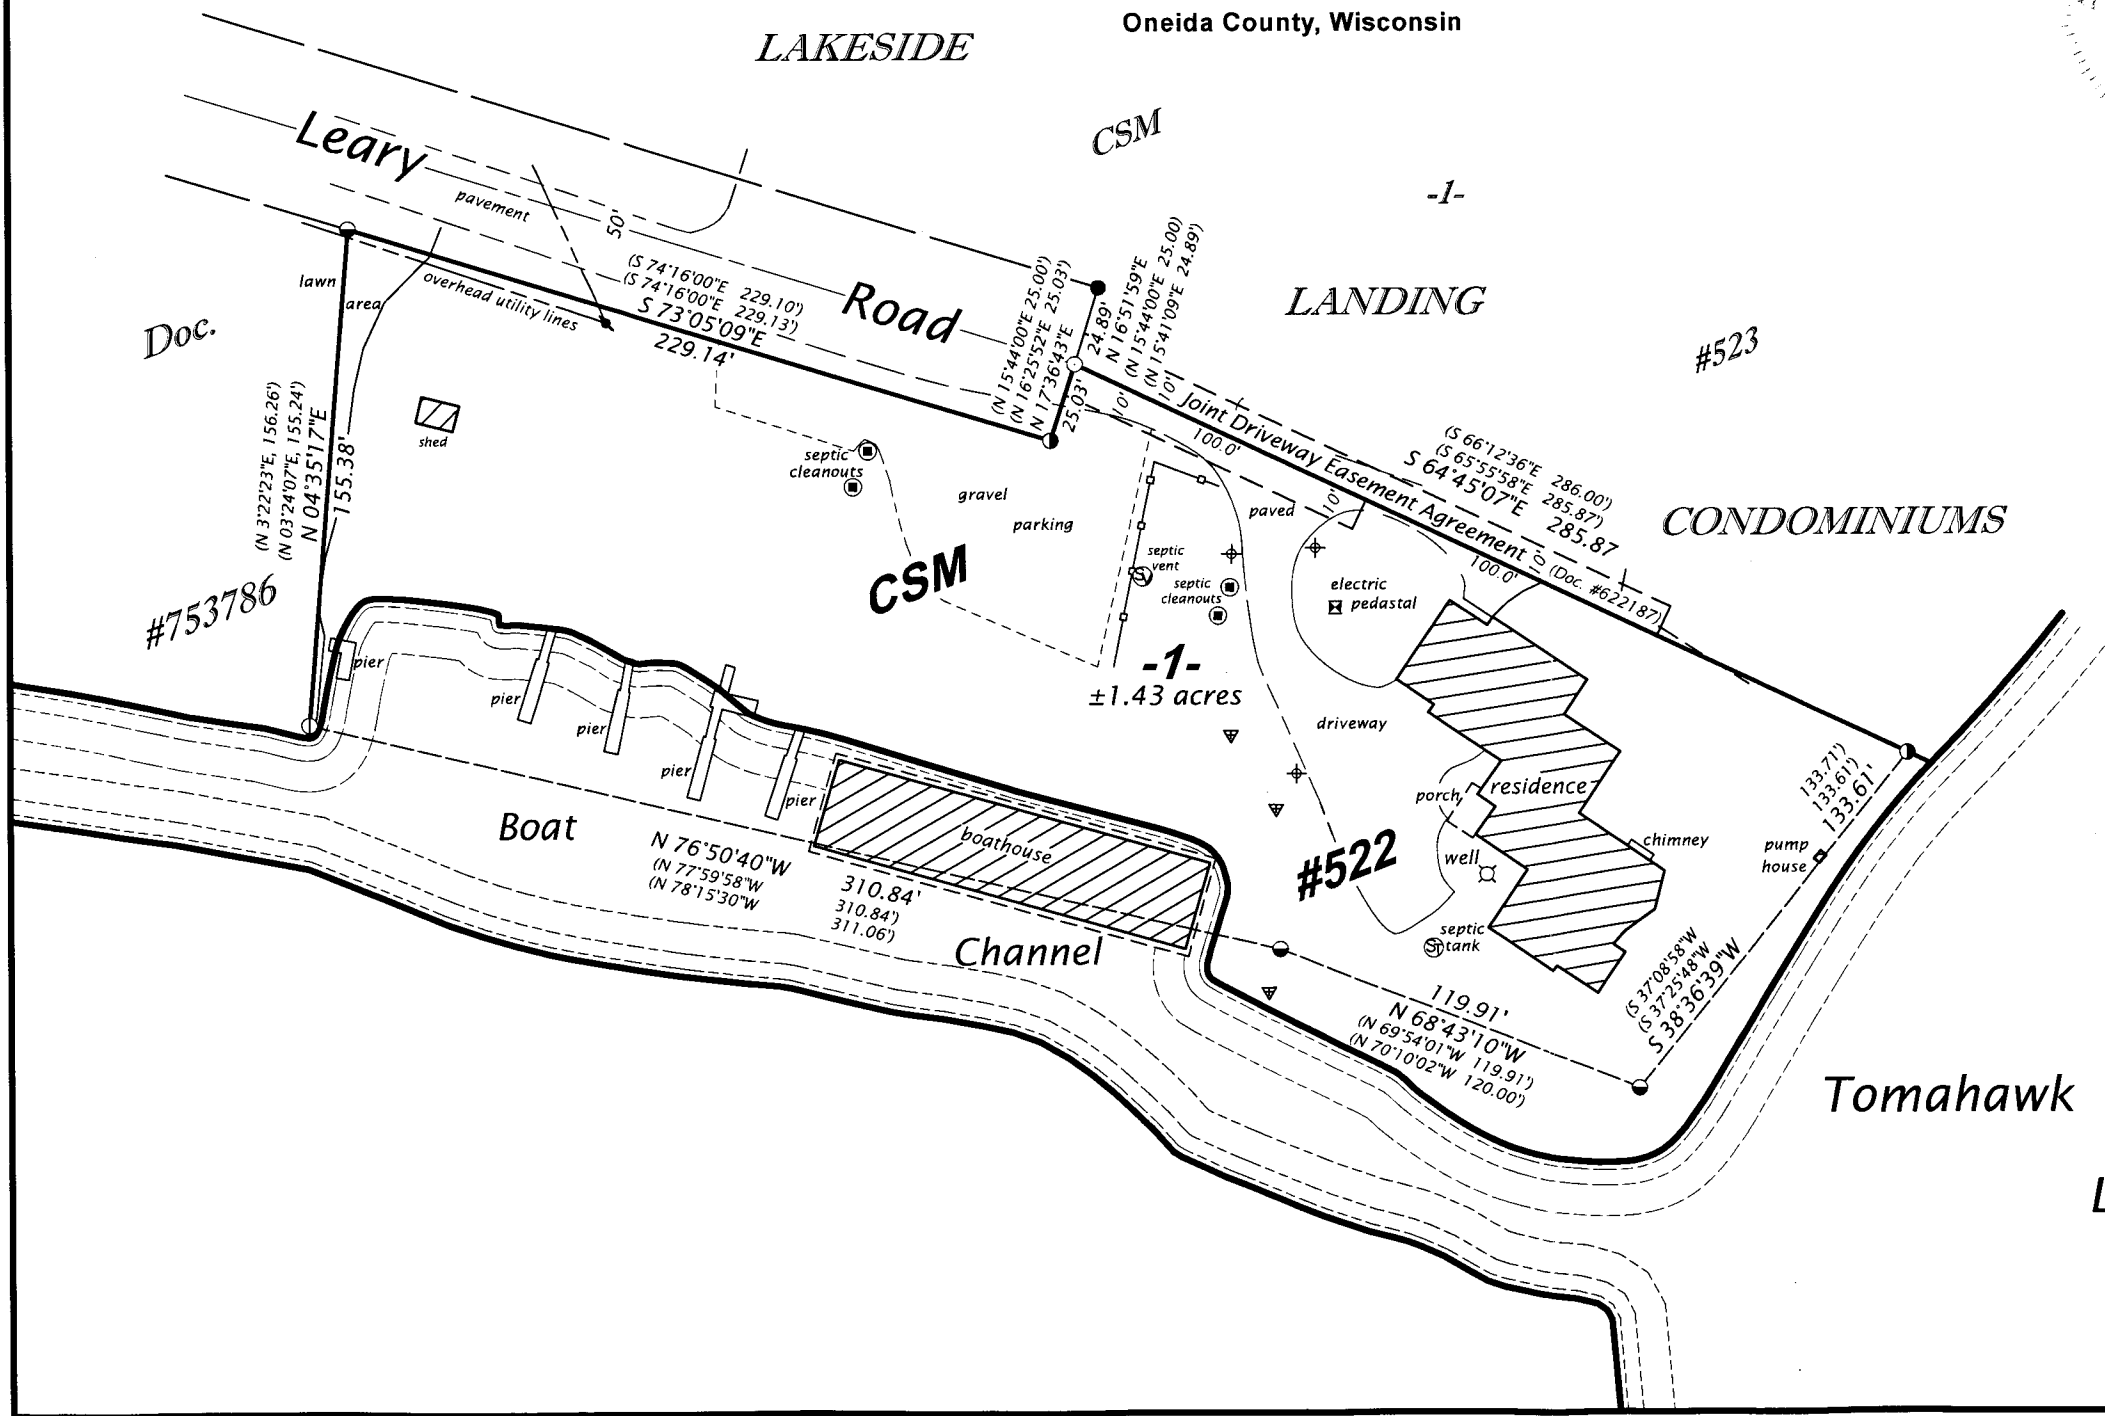 Oneida County, Wisconsin
LAKESIDE
CSM
-1-
LANDING
#523
CONDOMINIUMS
Leary
Road
pavement
50'
lawn
area
overhead utility lines
(S 74°16'00"E 229.10')
(S 74°16'00"E 229.13')
S 73°05'09"E
229.14'
(N 15°44'00"E 25.00')
(N 16°25'52"E 25.03')
N 17°36'43"E
25.03'
24.89'
N 16°51'59"E
(N 15°44'00"E 25.00)
(N 15°41'09"E 24.89')
10'
10'
Joint Driveway Easement Agreement
(Doc. #622187)
100.0'
10'
100.0'
(S 66°12'36"E 286.00')
(S 65°55'58"E 285.87')
S 64°45'07"E 285.87
Doc.
#753786
(N 3°22'23"E, 156.26')
(N 03°24'07"E, 155.24')
N 04°35'17"E
155.38'
shed
septic
cleanouts
gravel
parking
paved
septic
vent
SV
septic
cleanouts
electric
pedastal
CSM
-1-
±1.43 acres
#522
driveway
porch
residence
chimney
well
septic
tank
ST
pump
house
133.71')
133.61')
133.61'
(S 37°08'58"W
(S 37°25'48"W
S 38°36'39"W
pier
pier
pier
pier
pier
boathouse
Boat
Channel
N 76°50'40"W
(N 77°59'58"W
(N 78°15'30"W
310.84'
310.84')
311.06')
119.91'
N 68°43'10"W
(N 69°54'01"W 119.91')
(N 70°10'02"W 120.00')
Tomahawk